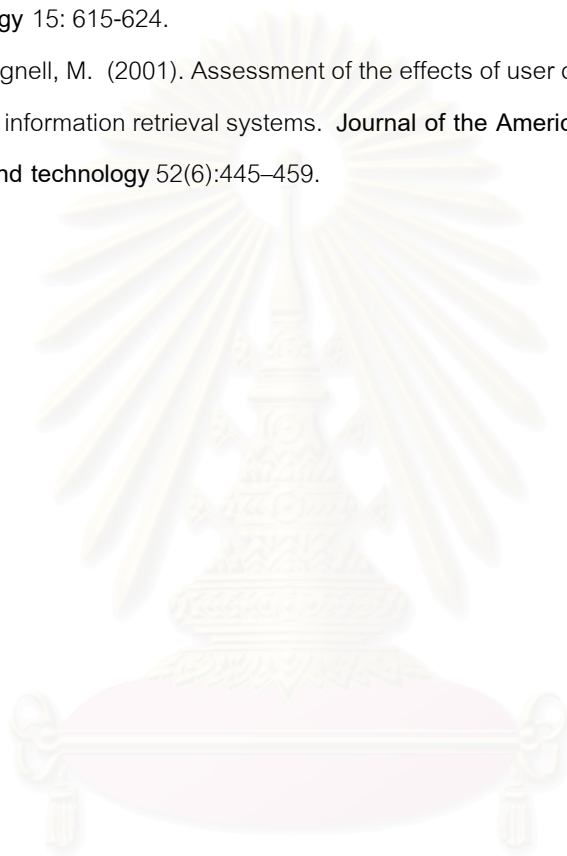 gy 15: 615-624.
gnell, M. (2001). Assessment of the effects of user c
information retrieval systems. Journal of the Americ
nd technology 52(6):445–459.